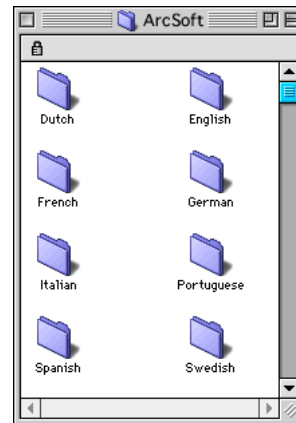 ArcSoft
Dutch English
French German
Italian Portuguese
Spanish Swedish